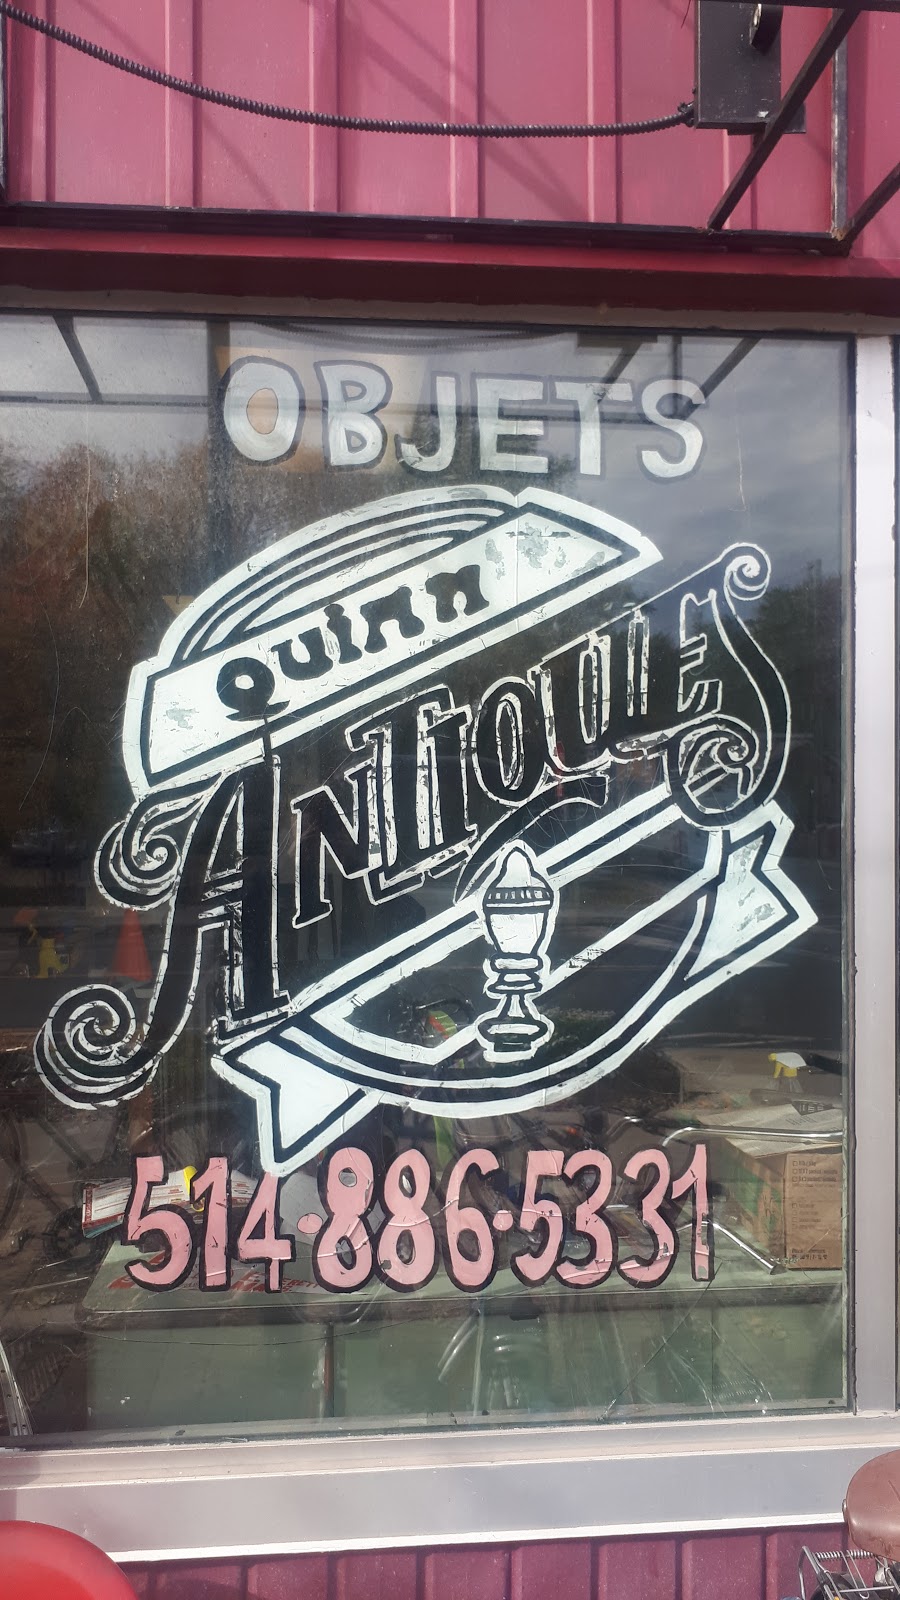 OBJETS
QUINN
ANTIQUES
514-886-5331